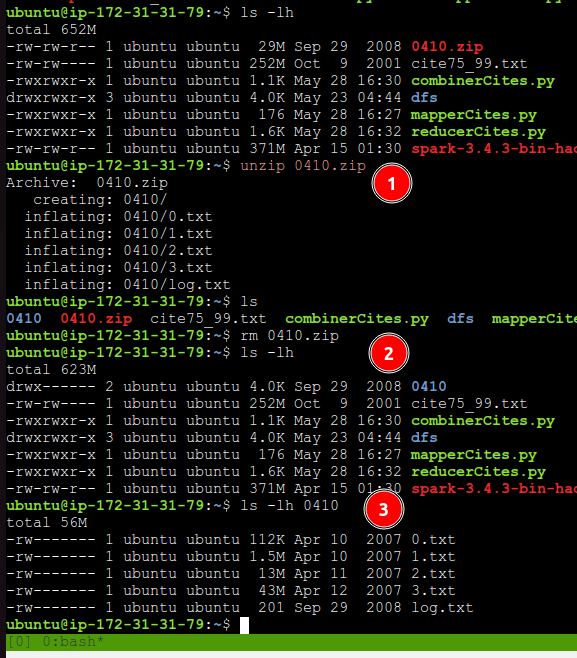 ubuntu@ip-172-31-31-79:~$ ls -lh
total 652M
-rw-rw-r-- 1 ubuntu ubuntu  29M Sep 29  2008 0410.zip
-rw-rw---- 1 ubuntu ubuntu 252M Oct  9  2001 cite75_99.txt
-rwxrwxr-x 1 ubuntu ubuntu 1.1K May 28 16:30 combinerCites.py
drwxrwxr-x 3 ubuntu ubuntu 4.0K May 23 04:44 dfs
-rwxrwxr-x 1 ubuntu ubuntu  176 May 28 16:27 mapperCites.py
-rwxrwxr-x 1 ubuntu ubuntu 1.6K May 28 16:32 reducerCites.py
-rw-rw-r-- 1 ubuntu ubuntu 371M Apr 15 01:30 spark-3.4.3-bin-ha
ubuntu@ip-172-31-31-79:~$ unzip 0410.zip
1
Archive:  0410.zip
   creating: 0410/
  inflating: 0410/0.txt
  inflating: 0410/1.txt
  inflating: 0410/2.txt
  inflating: 0410/3.txt
  inflating: 0410/log.txt
ubuntu@ip-172-31-31-79:~$ ls
0410  0410.zip  cite75_99.txt  combinerCites.py  dfs  mapperCite
ubuntu@ip-172-31-31-79:~$ rm 0410.zip
ubuntu@ip-172-31-31-79:~$ ls -lh
2
total 623M
drwx------ 2 ubuntu ubuntu 4.0K Sep 29  2008 0410
-rw-rw---- 1 ubuntu ubuntu 252M Oct  9  2001 cite75_99.txt
-rwxrwxr-x 1 ubuntu ubuntu 1.1K May 28 16:30 combinerCites.py
drwxrwxr-x 3 ubuntu ubuntu 4.0K May 23 04:44 dfs
-rwxrwxr-x 1 ubuntu ubuntu  176 May 28 16:27 mapperCites.py
-rwxrwxr-x 1 ubuntu ubuntu 1.6K May 28 16:32 reducerCites.py
-rw-rw-r-- 1 ubuntu ubuntu 371M Apr 15 01:30 spark-3.4.3-bin-ha
ubuntu@ip-172-31-31-79:~$ ls -lh 0410
3
total 56M
-rw------- 1 ubuntu ubuntu 112K Apr 10  2007 0.txt
-rw------- 1 ubuntu ubuntu 1.5M Apr 10  2007 1.txt
-rw------- 1 ubuntu ubuntu  13M Apr 11  2007 2.txt
-rw------- 1 ubuntu ubuntu  43M Apr 12  2007 3.txt
-rw------- 1 ubuntu ubuntu  201 Sep 29  2008 log.txt
ubuntu@ip-172-31-31-79:~$
[0] 0:bash*